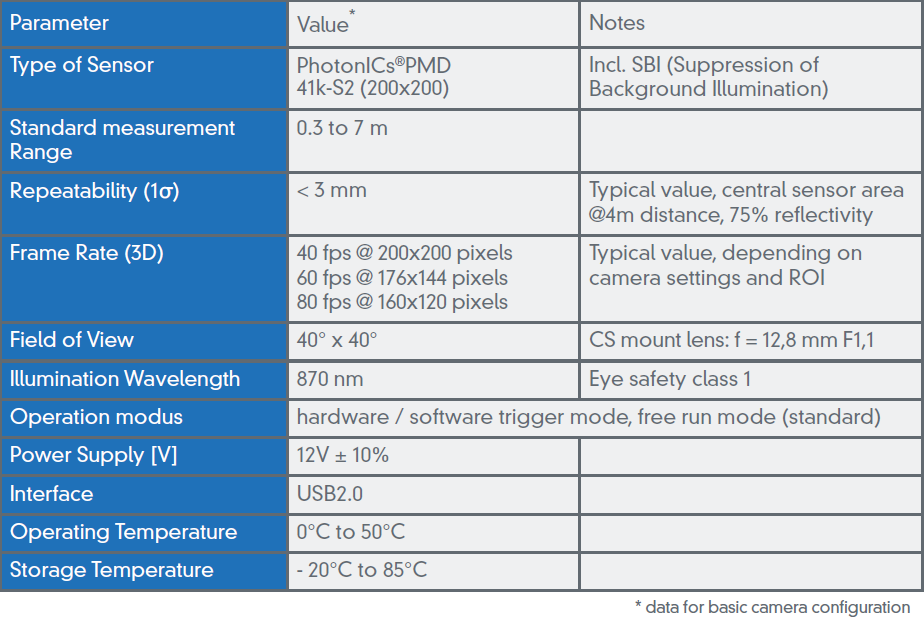 Parameter
Value*
Notes
Type of Sensor
PhotonICs®PMD
41k-S2 (200x200)
Incl. SBI (Suppression of
Background Illumination)
Standard measurement
Range
0.3 to 7 m
Repeatability (1σ)
< 3 mm
Typical value, central sensor area
@4m distance, 75% reflectivity
Frame Rate (3D)
40 fps @ 200x200 pixels
60 fps @ 176x144 pixels
80 fps @ 160x120 pixels
Typical value, depending on
camera settings and ROI
Field of View
40° x 40°
CS mount lens: f = 12,8 mm F1,1
Illumination Wavelength
870 nm
Eye safety class 1
Operation modus
hardware / software trigger mode, free run mode (standard)
Power Supply [V]
12V ± 10%
Interface
USB2.0
Operating Temperature
0°C to 50°C
Storage Temperature
- 20°C to 85°C
* data for basic camera configuration